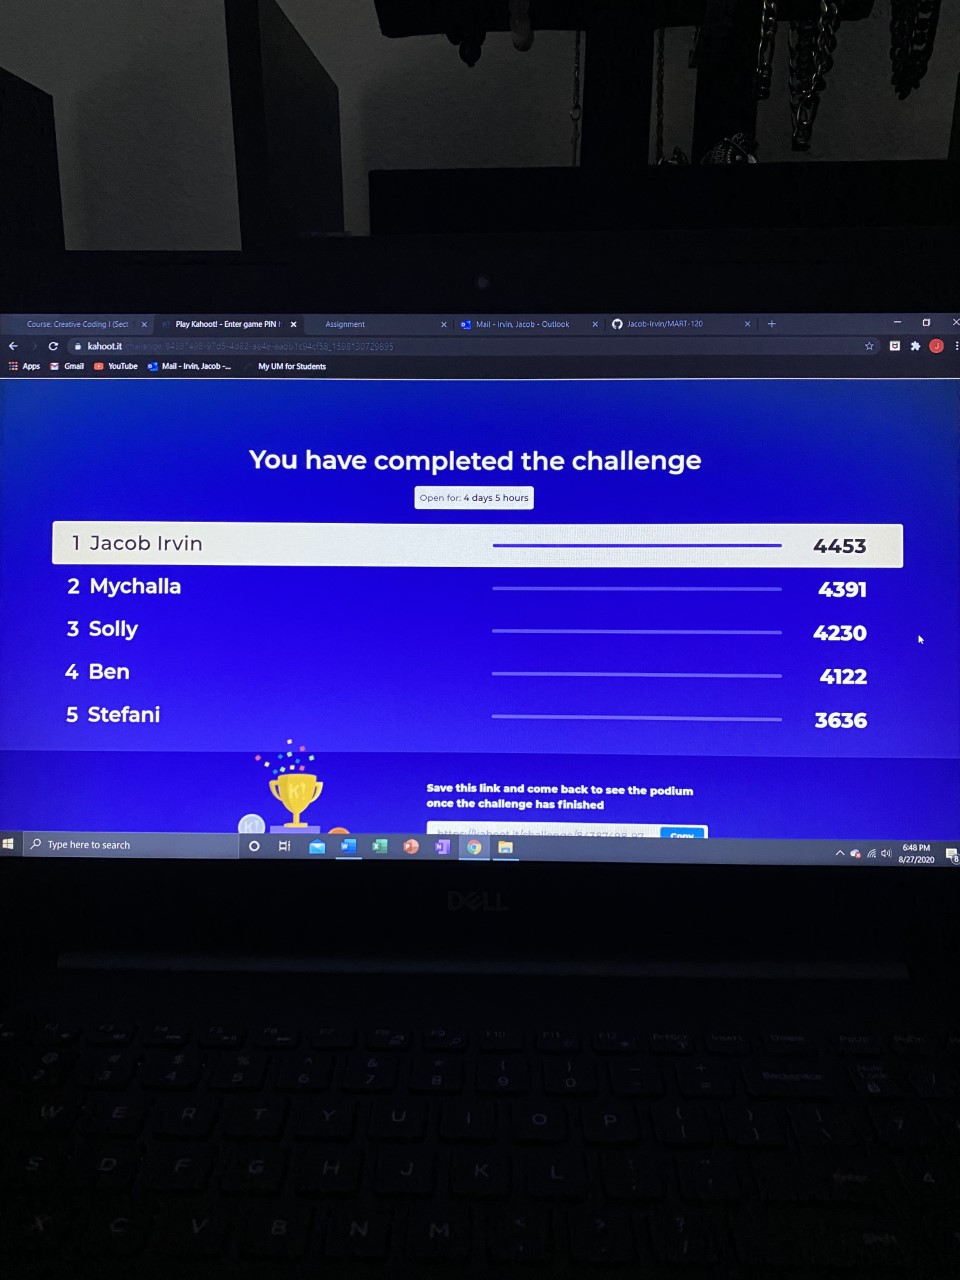 Course: Creative Coding I (Sect
Play Kahoot! - Enter game PIN
Assignment
Mail - Irvin, Jacob - Outlook
Jacob-Irvin/MART-120
kahoot.it
Apps
Gmail
YouTube
Mail - Irvin, Jacob -...
My UM for Students
You have completed the challenge
Open for: 4 days 5 hours
1 Jacob Irvin 4453
2 Mychalla 4391
3 Solly 4230
4 Ben 4122
5 Stefani 3636
K!
Save this link and come back to see the podium
once the challenge has finished
Copy
Type here to search
6:48 PM
8/27/2020
DELL
W E R T Y U I O P
S D F G H J K L
X C V B N M